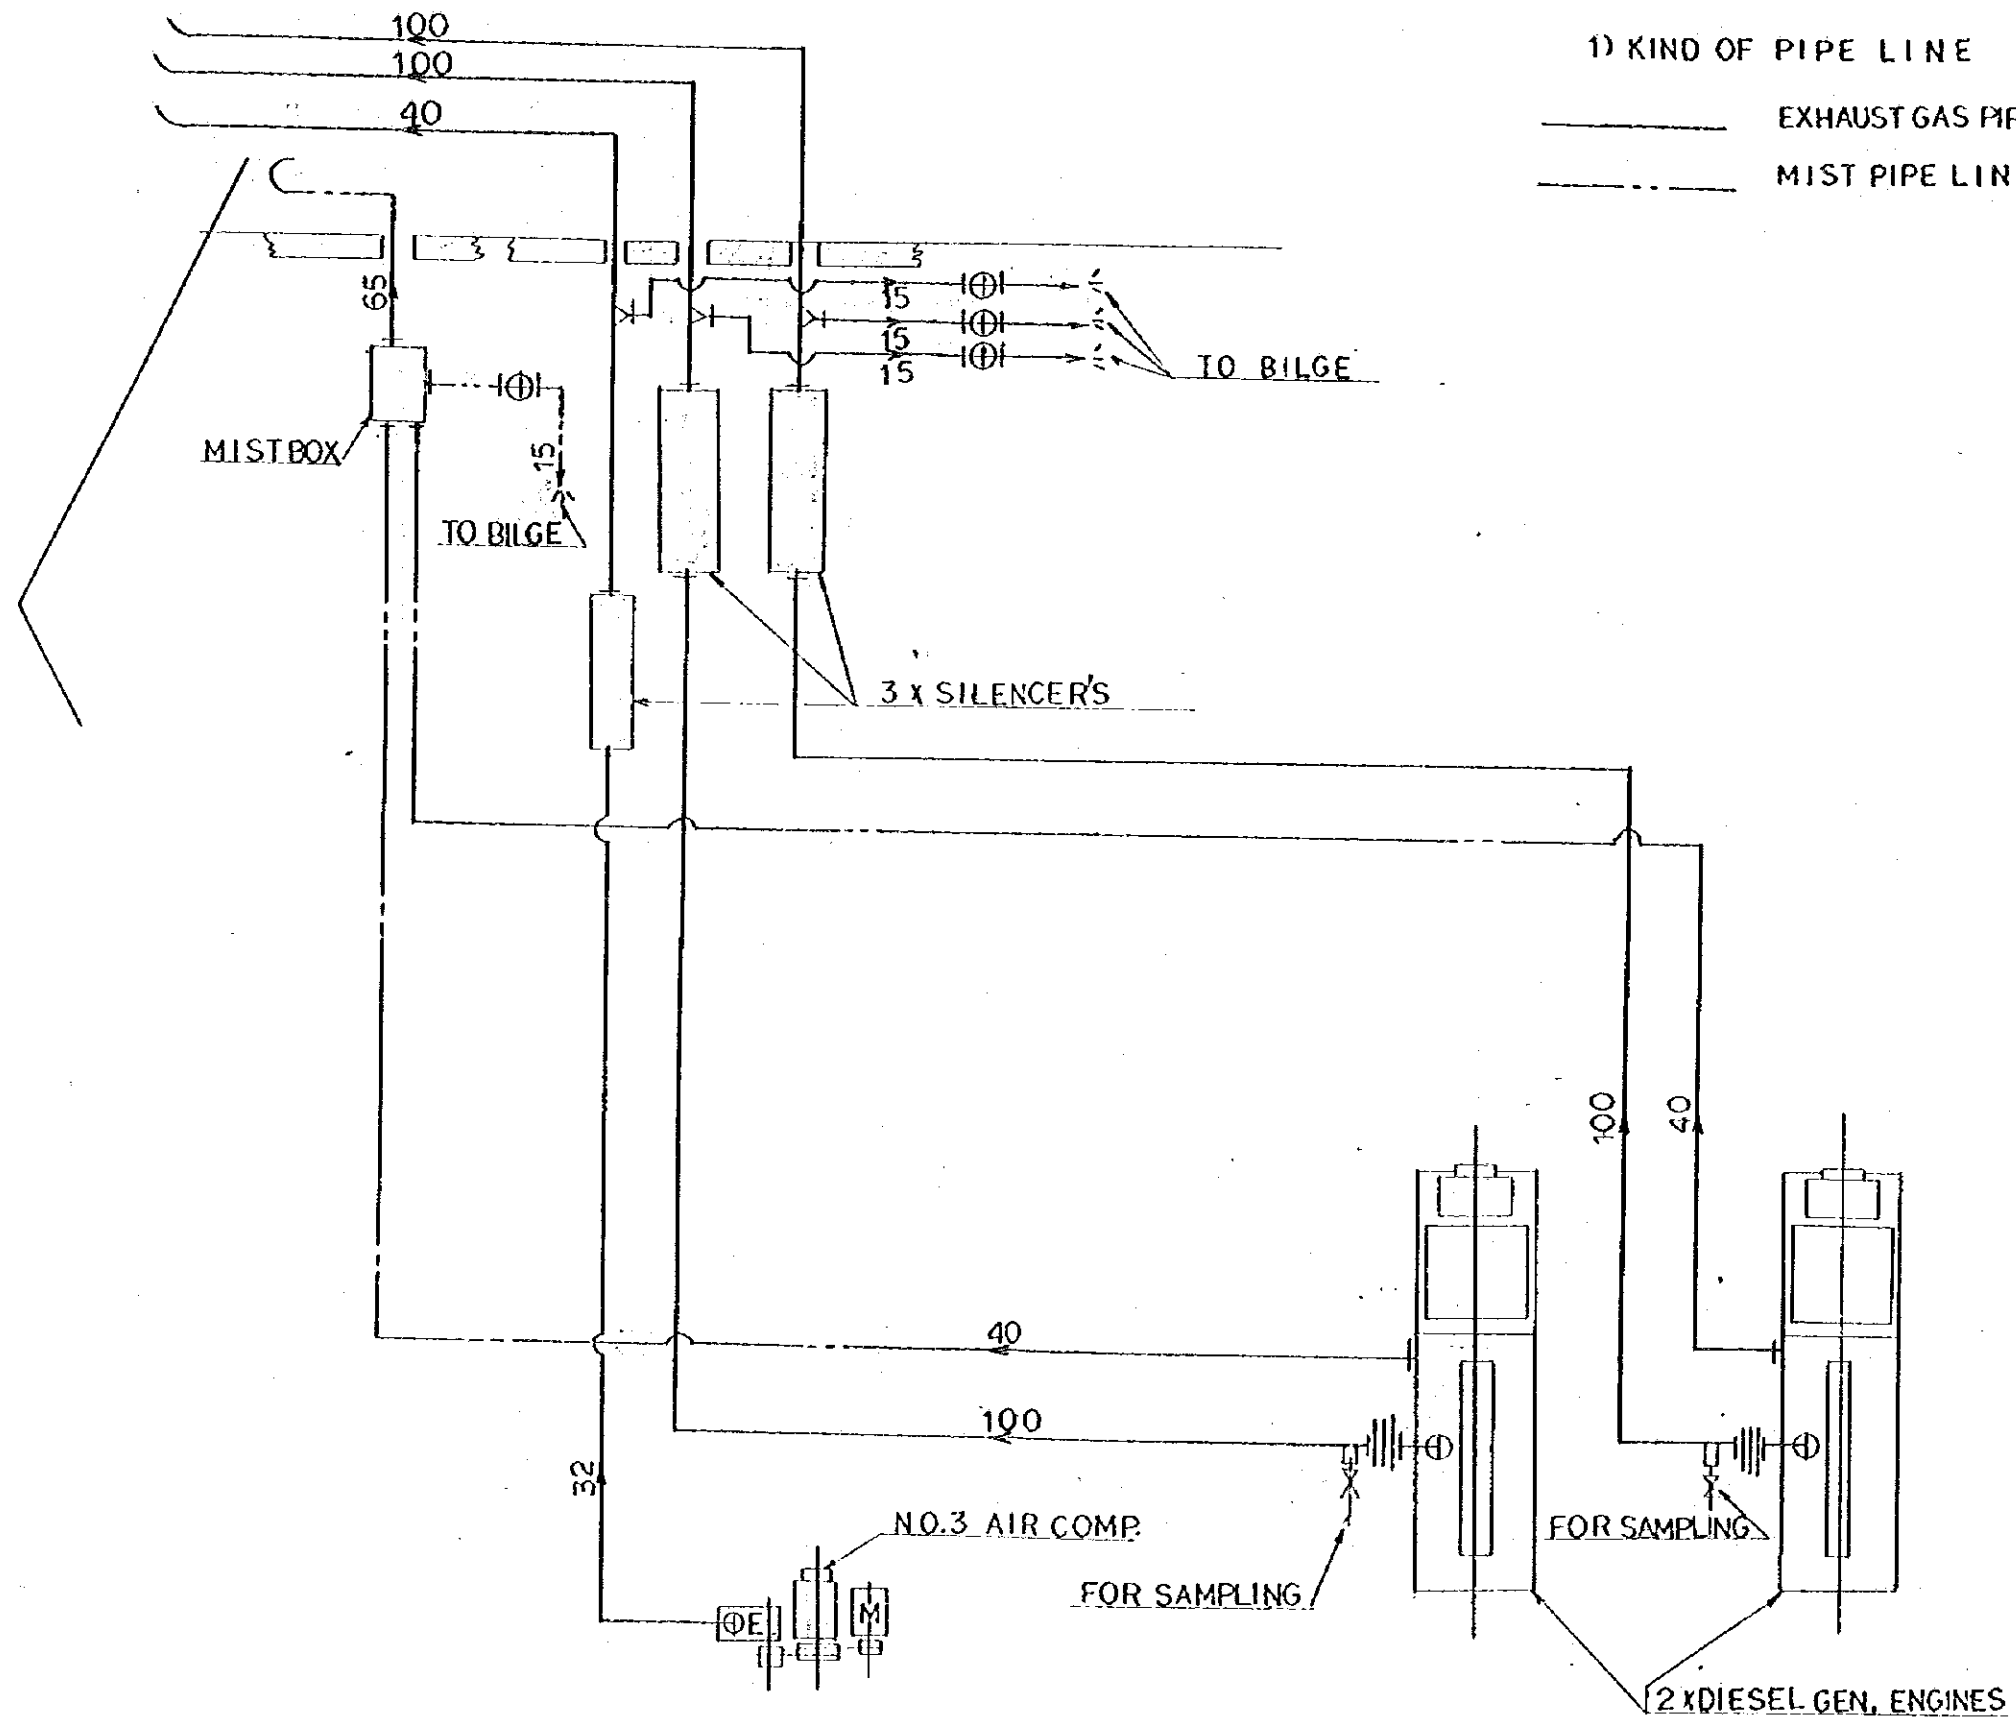 100
100
40
1) KIND OF PIPE LINE
EXHAUST GAS PIP
MIST PIPE LIN
65
15
15
15
TO BILGE
MIST BOX
15
TO BILGE
3 X SILENCER'S
100
40
40
100
32
NO.3 AIR COMP.
FOR SAMPLING
FOR SAMPLING
E
M
2 X DIESEL GEN. ENGINES